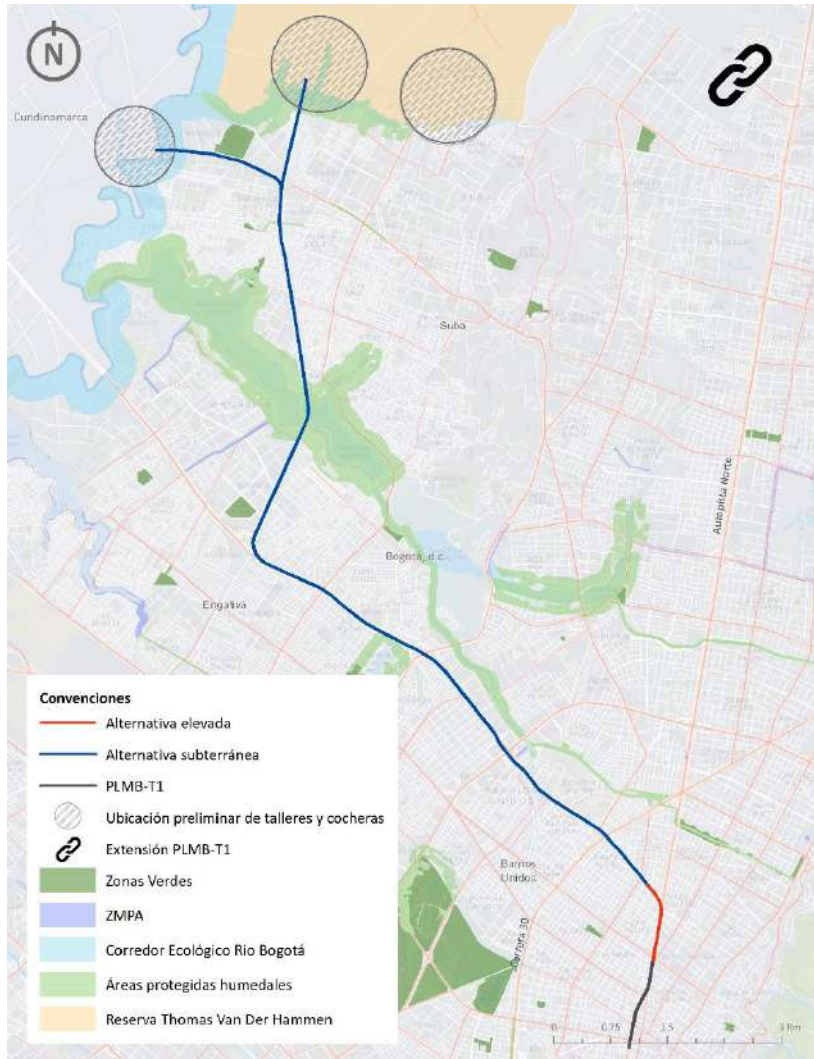 N
Cundinamarca
Suba
Autopista Norte
Bogotá, d.c.
Engativa
Barrios
Unidos
Carrera 30
Convenciones
Alternativa elevada
Alternativa subterránea
PLMB-T1
Ubicación preliminar de talleres y cocheras
Extensión PLMB-T1
Zonas Verdes
ZMPA
Corredor Ecológico Rio Bogotá
Áreas protegidas humedales
Reserva Thomas Van Der Hammen
0 0.75 1.5 3 Km